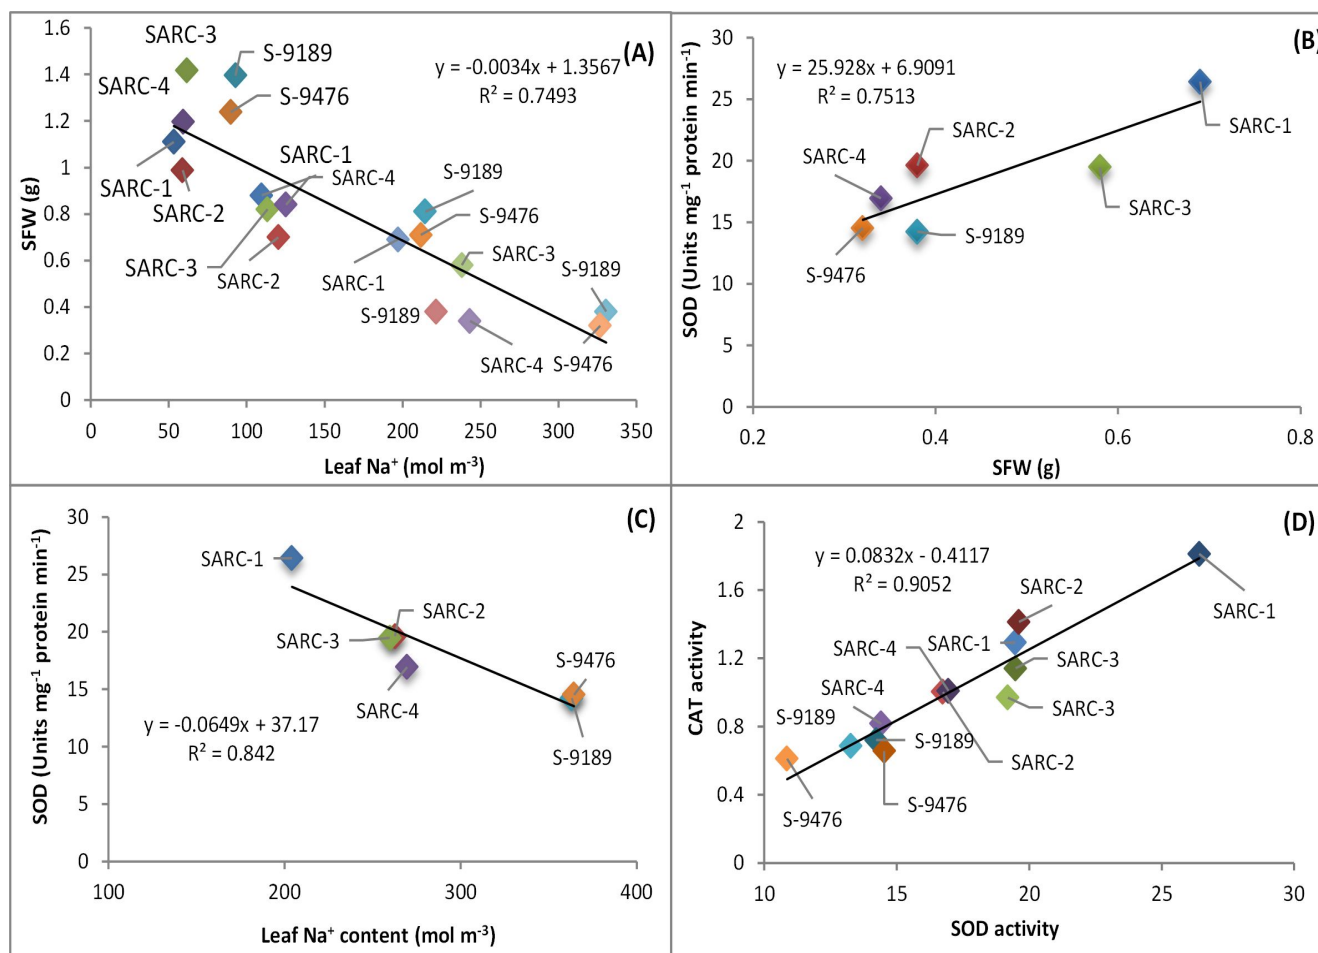 (A)
y = -0.0034x + 1.3567
R² = 0.7493
SFW (g)
1.6
1.4
1.2
1
0.8
0.6
0.4
0.2
0
SARC-3
S-9189
SARC-4
S-9476
SARC-1
SARC-2
SARC-1
SARC-4
SARC-3
SARC-2
S-9189
S-9476
SARC-1
SARC-3
S-9189
S-9189
SARC-4
S-9476
0 50 100 150 200 250 300 350
Leaf Na⁺ (mol m⁻³)
(B)
y = 25.928x + 6.9091
R² = 0.7513
SOD (Units mg⁻¹ protein min⁻¹)
30
25
20
15
10
5
0
SARC-1
SARC-2
SARC-4
SARC-3
S-9189
S-9476
0.2 0.4 0.6 0.8
SFW (g)
(C)
SOD (Units mg⁻¹ protein min⁻¹)
30
25
20
15
10
5
0
SARC-1
SARC-2
SARC-3
SARC-4
S-9476
S-9189
y = -0.0649x + 37.17
R² = 0.842
100 200 300 400
Leaf Na⁺ content (mol m⁻³)
(D)
y = 0.0832x - 0.4117
R² = 0.9052
CAT activity
2
1.6
1.2
0.8
0.4
0
SARC-2
SARC-1
SARC-1
SARC-4
SARC-3
SARC-4
SARC-3
S-9189
S-9189
SARC-2
S-9476
S-9476
10 15 20 25 30
SOD activity